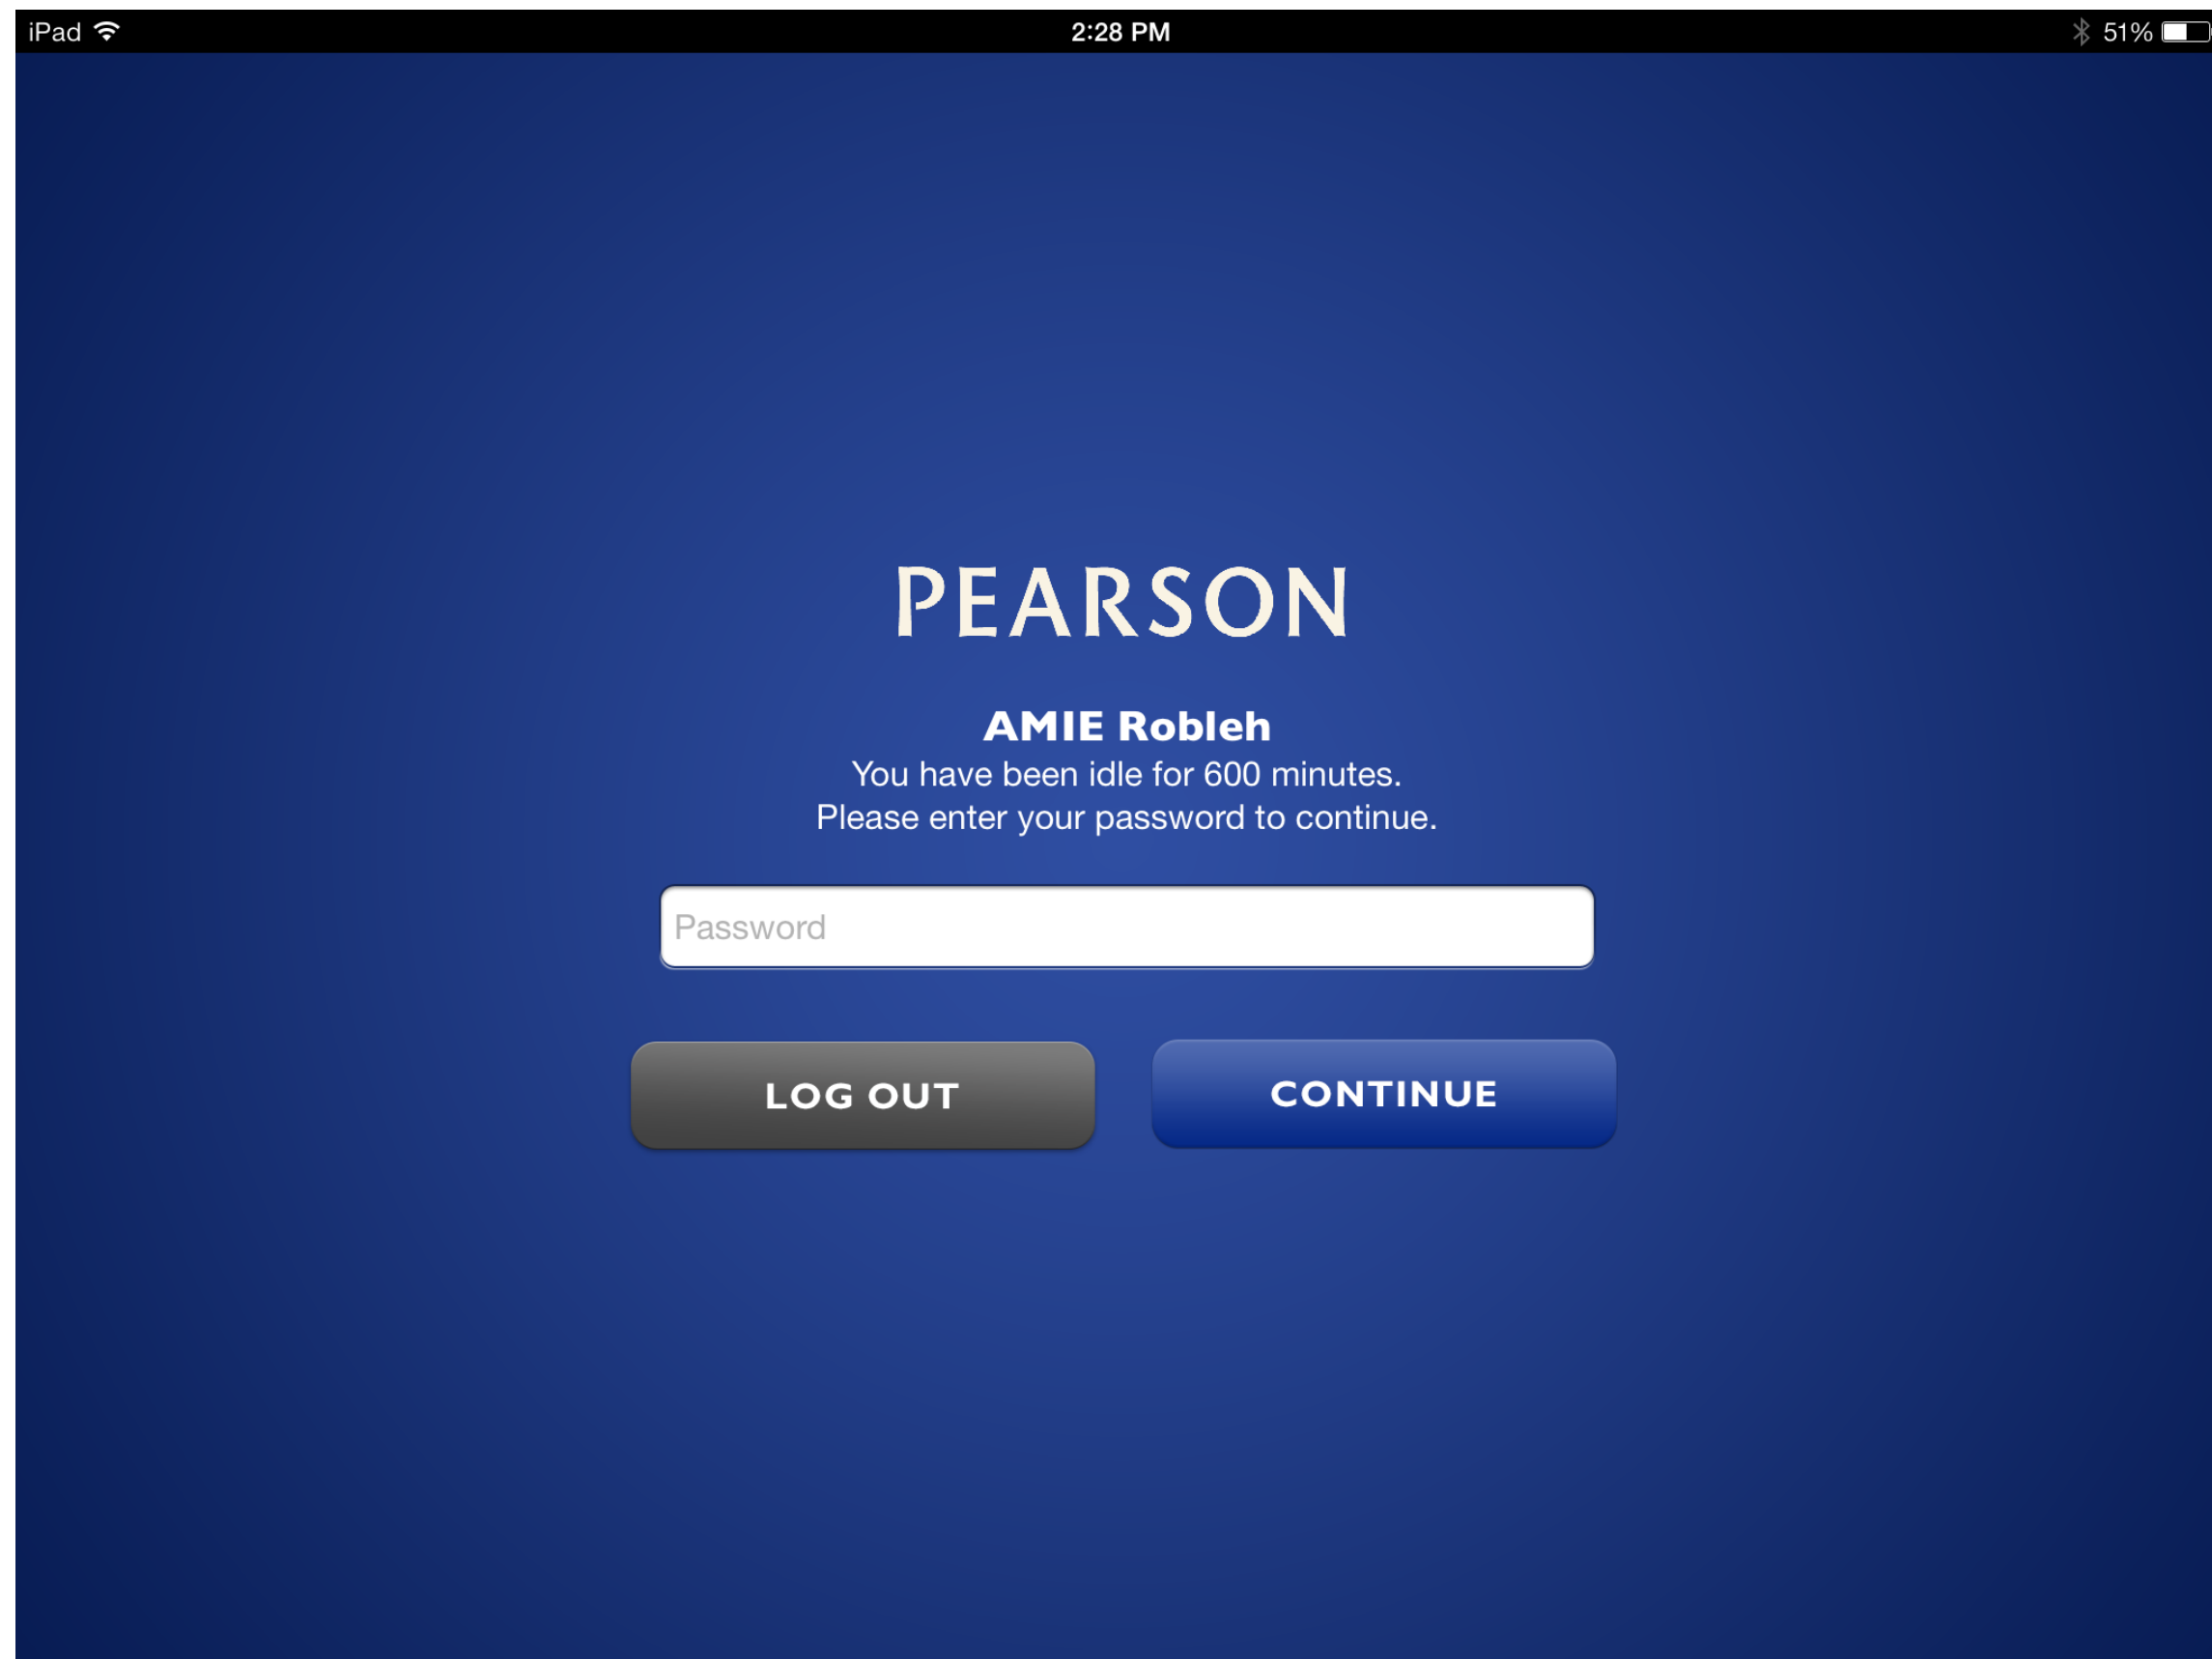 iPad 2:28 PM 51%
PEARSON
AMIE Robleh
You have been idle for 600 minutes.
Please enter your password to continue.
Password
LOG OUT CONTINUE